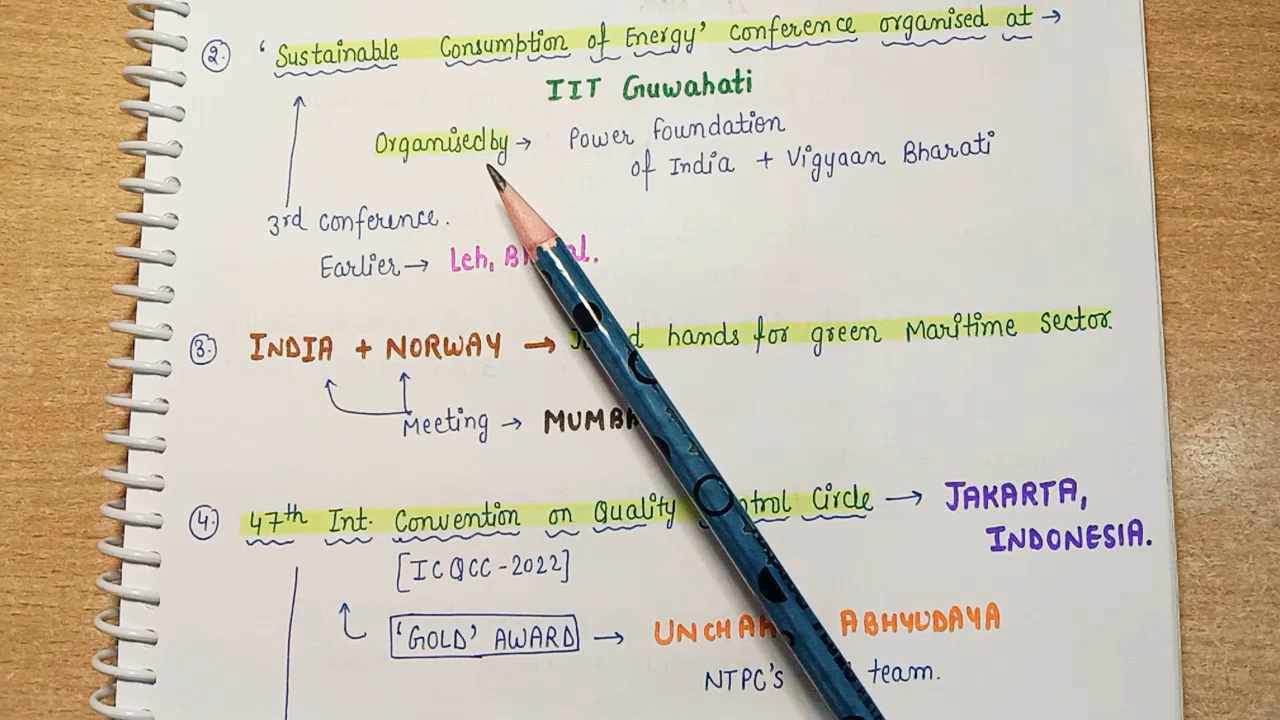 2. 'Sustainable Consumption of Energy' conference organised at →
IIT Guwahati
Organised by → Power foundation
of India + Vigyaan Bharati
3rd conference.
Earlier → Leh,
3. INDIA + NORWAY → hands for green Maritime sector.
Meeting →
4. 47th Int. Convention on Quality Circle → JAKARTA,
INDONESIA.
[ICQCC-2022]
'GOLD' AWARD → ABHYUDAYA
NTPC's team.